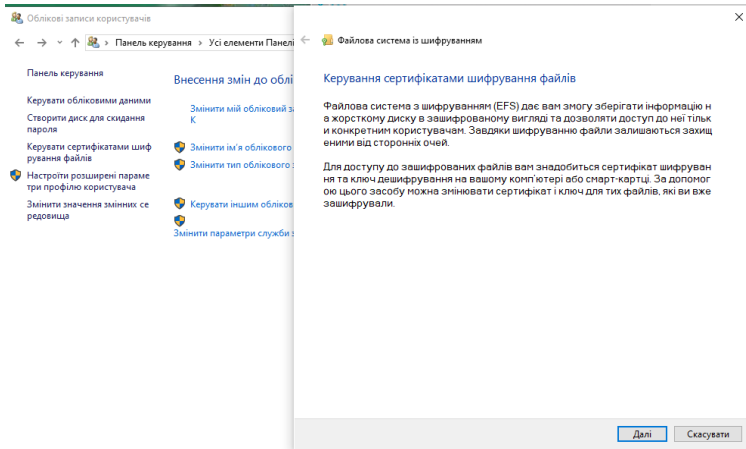 Облікові записи користувачів
Панель керування › Усі елементи Панелі
Панель керування
Керувати обліковими даними
Створити диск для скидання
пароля
Керувати сертифікатами шиф
рування файлів
Настроїти розширені параме
три профілю користувача
Змінити значення змінних се
редовища
Внесення змін до облі
Змінити мій обліковий з
К
Змінити ім'я облікового
Змінити тип облікового
Керувати іншим обліков
Змінити параметри служби з
Файлова система із шифруванням
Керування сертифікатами шифрування файлів
Файлова система з шифруванням (EFS) дає вам змогу зберігати інформацію н
а жорсткому диску в зашифрованому вигляді та дозволяти доступ до неї тільк
и конкретним користувачам. Завдяки шифруванню файли залишаються захищ
еними від сторонніх очей.
Для доступу до зашифрованих файлів вам знадобиться сертифікат шифруван
ня та ключ дешифрування на вашому комп'ютері або смарт-картці. За допомог
ою цього засобу можна змінювати сертифікат і ключ для тих файлів, які ви вже
зашифрували.
Далі
Скасувати